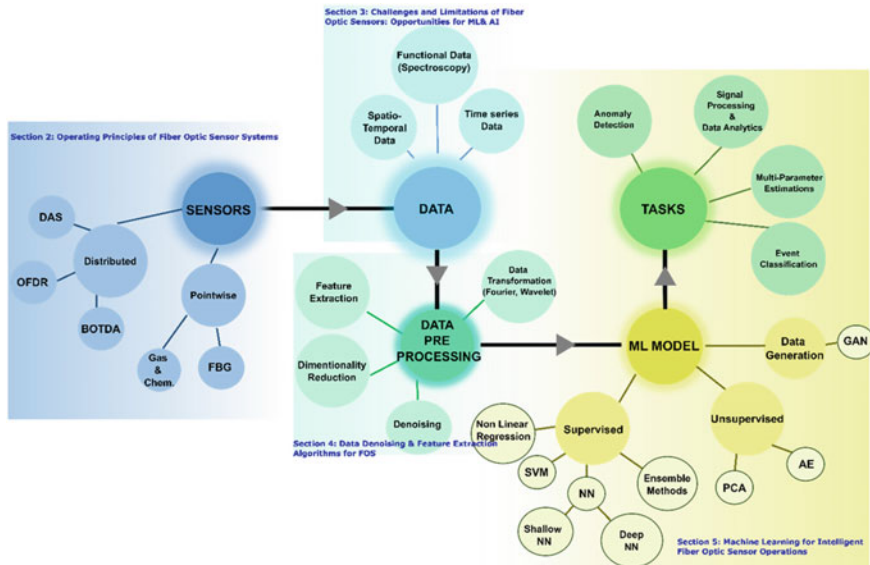 Section 3: Challenges and Limitations of Fiber
Optic Sensors: Opportunities for ML& AI
Functional Data
(Spectroscopy)
Spatio-
Temporal
Data
Time series
Data
DATA
Section 2: Operating Principles of Fiber Optic Sensor Systems
SENSORS
DAS
Distributed
OFDR
BOTDA
Pointwise
Gas
&
Chem.
FBG
Anomaly
Detection
Signal
Processing
&
Data Analytics
Multi-Parameter
Estimations
TASKS
Event
Classification
Feature
Extraction
Data
Transformation
(Fourier, Wavelet)
DATA
PRE
PROCESSING
Dimentionality
Reduction
Denoising
Section 4: Data Denoising & Feature Extraction
Algorithms for FOS
ML MODEL
Data
Generation
GAN
Non Linear
Regression
Supervised
Unsupervised
SVM
NN
Ensemble
Methods
PCA
AE
Shallow
NN
Deep
NN
Section 5: Machine Learning for Intelligent
Fiber Optic Sensor Operations